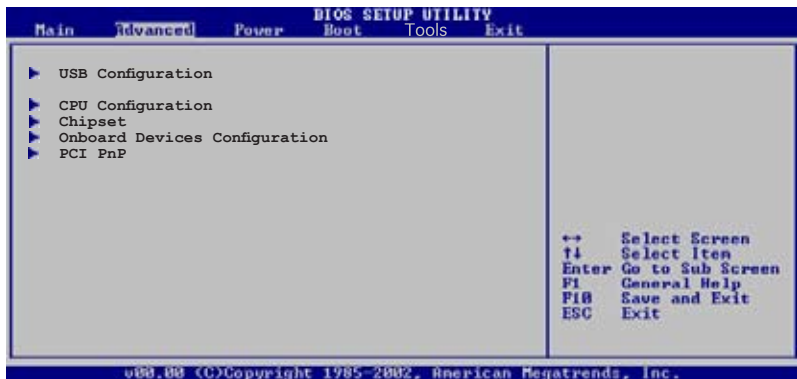 BIOS SETUP UTILITY
Main Advanced Power Boot Tools Exit
USB Configuration
CPU Configuration
Chipset
Onboard Devices Configuration
PCI PnP
←→ Select Screen
↑↓ Select Item
Enter Go to Sub Screen
F1 General Help
F10 Save and Exit
ESC Exit
v00.00 (C)Copyright 1985-2002, American Megatrends, Inc.